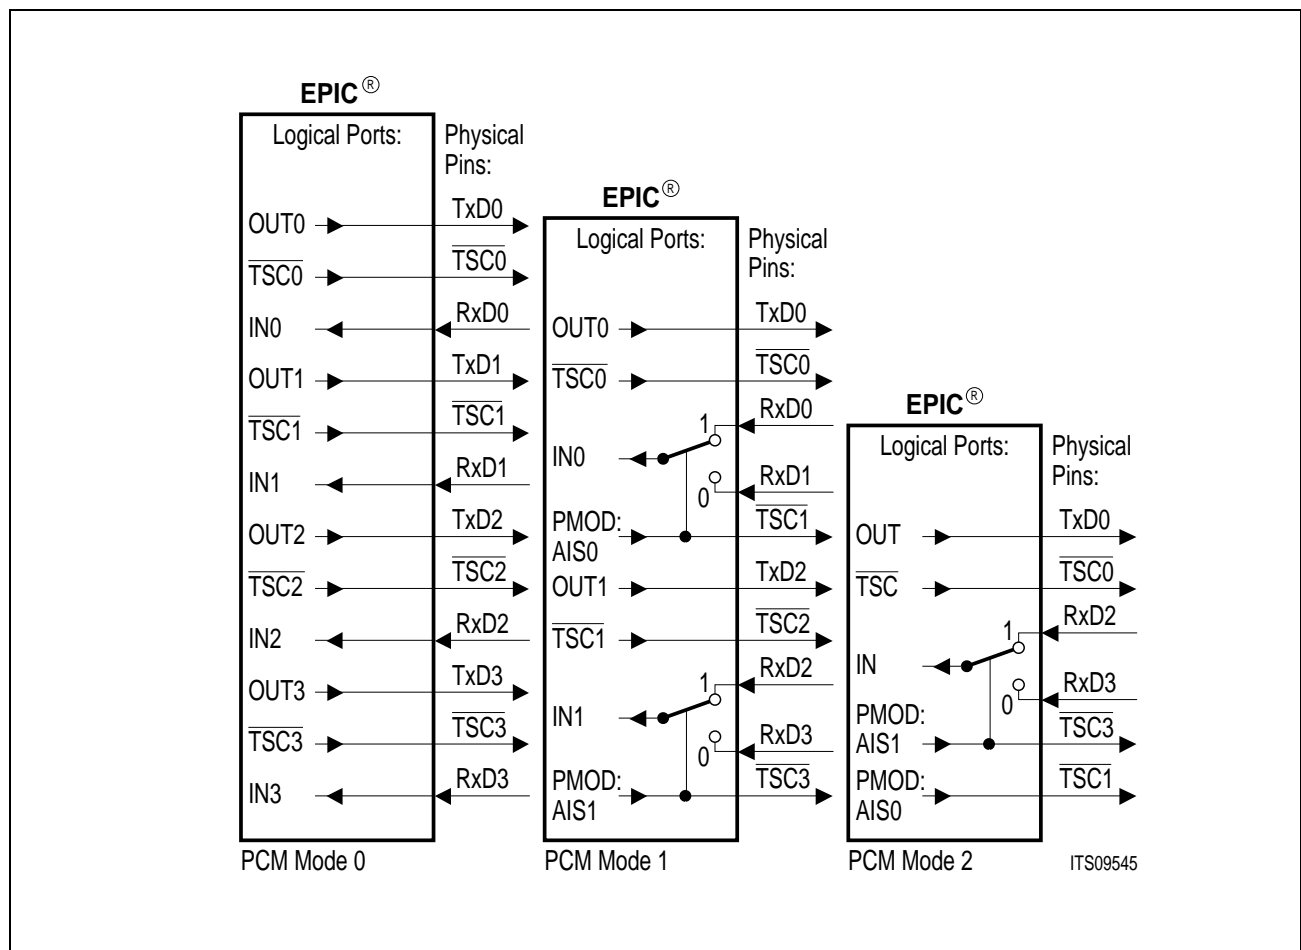 EPIC®
Logical Ports:
Physical
Pins:
OUT0
TxD0
TSC0
TSC0
IN0
RxD0
OUT1
TxD1
TSC1
TSC1
IN1
RxD1
OUT2
TxD2
TSC2
TSC2
IN2
RxD2
OUT3
TxD3
TSC3
TSC3
IN3
RxD3
PCM Mode 0
EPIC®
Logical Ports:
Physical
Pins:
OUT0
TxD0
TSC0
TSC0
1
RxD0
IN0
RxD1
0
PMOD:
AIS0
TSC1
OUT1
TxD2
TSC1
TSC2
1
RxD2
IN1
RxD3
0
PMOD:
AIS1
TSC3
PCM Mode 1
EPIC®
Logical Ports:
Physical
Pins:
OUT
TxD0
TSC
TSC0
1
RxD2
IN
RxD3
0
PMOD:
AIS1
TSC3
PMOD:
AIS0
TSC1
PCM Mode 2
ITS09545